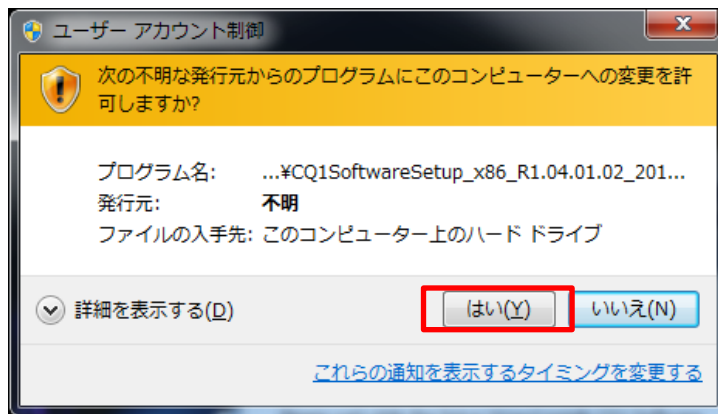 ユーザー アカウント制御
次の不明な発行元からのプログラムにこのコンピューターへの変更を許
可しますか?
プログラム名: ...¥CQ1SoftwareSetup_x86_R1.04.01.02_201...
発行元: 不明
ファイルの入手先: このコンピューター上のハード ドライブ
詳細を表示する(D) はい(Y) いいえ(N)
これらの通知を表示するタイミングを変更する